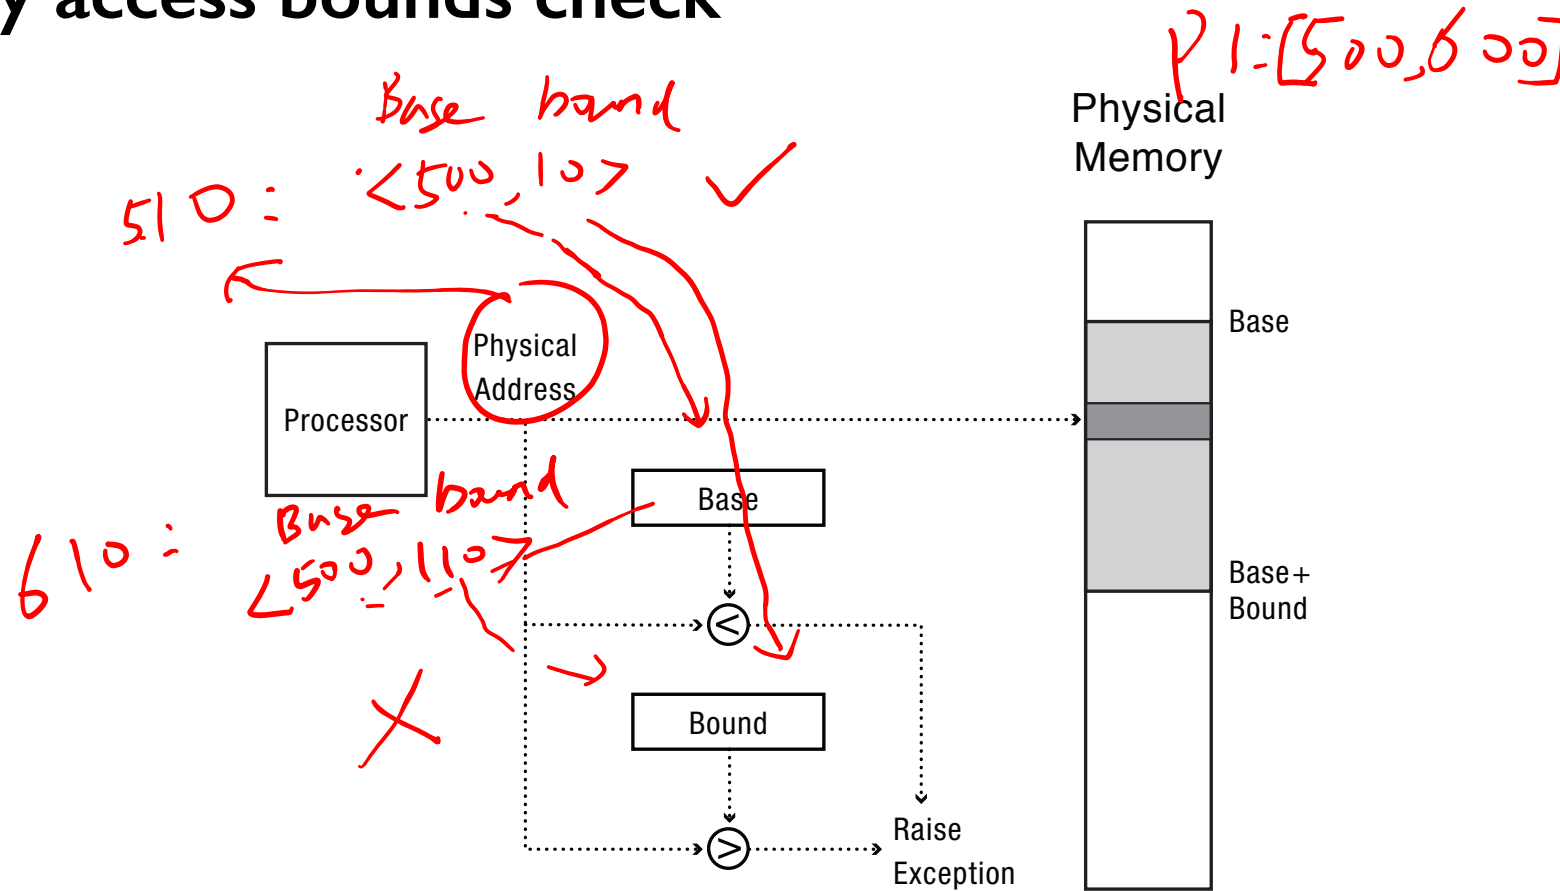 y access bounds check
P1:[500,600]
Base bound
510: <500,10>
Physical
Memory
Physical
Address
Processor
Base
Base
Base bound
610: <500,110>
Base+
Bound
<
Bound
>
Raise
Exception